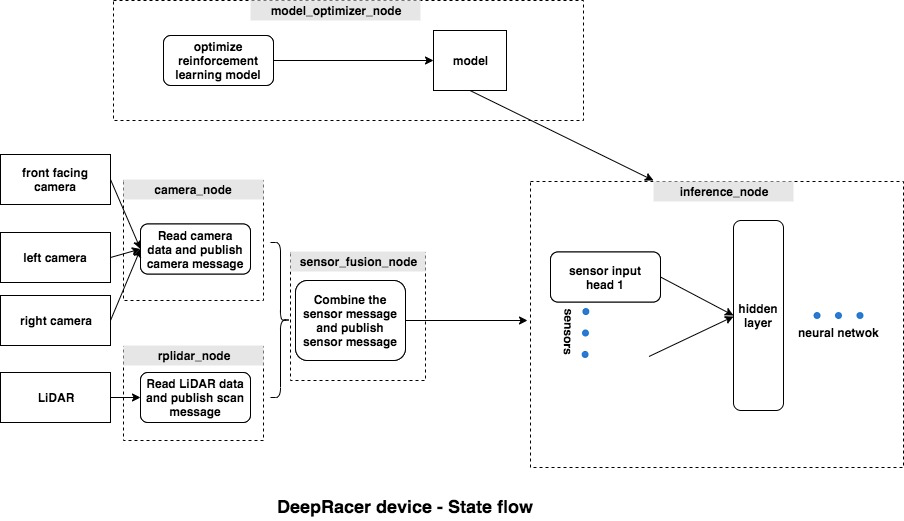 model_optimizer_node
optimize
reinforcement
learning model
model
front facing
camera
left camera
right camera
LiDAR
camera_node
Read camera
data and publish
camera message
rplidar_node
Read LiDAR data
and publish scan
message
sensor_fusion_node
Combine the
sensor message
and publish
sensor message
inference_node
sensor input
head 1
sensors
hidden
layer
neural netwok
DeepRacer device - State flow